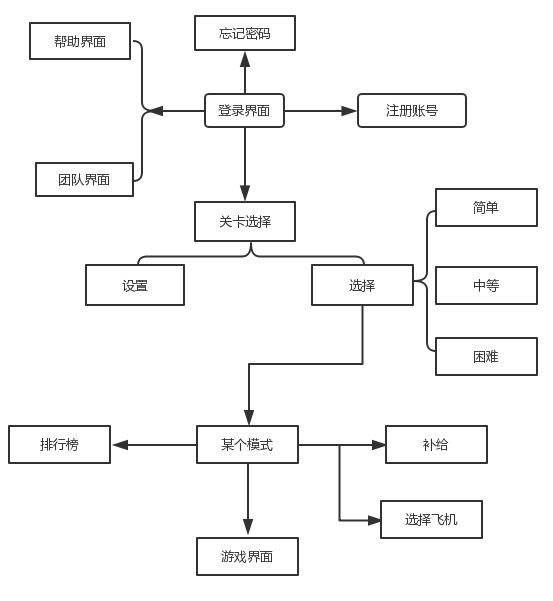 忘记密码
帮助界面
登录界面
注册账号
团队界面
关卡选择
简单
设置
选择
中等
困难
排行榜
某个模式
补给
选择飞机
游戏界面